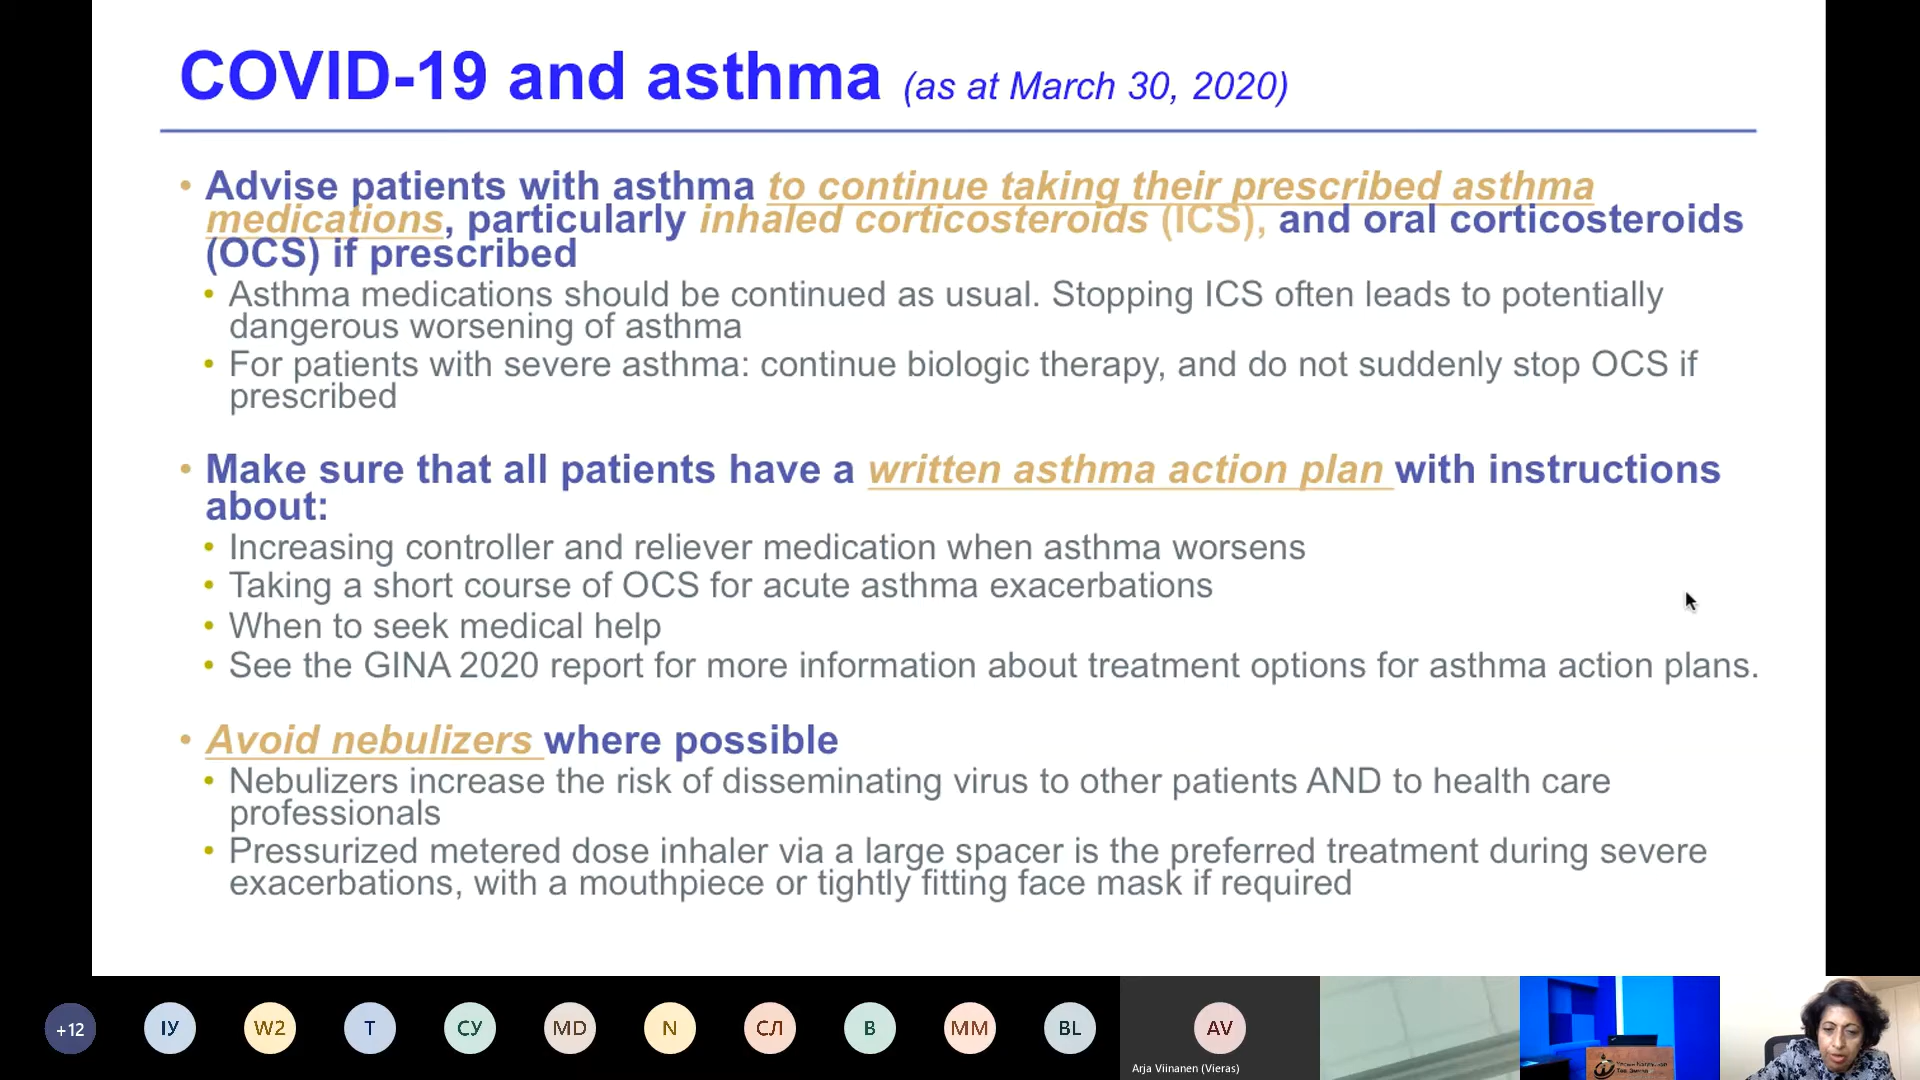 COVID-19 and asthma (as at March 30, 2020)
• Advise patients with asthma to continue taking their prescribed asthma
medications, particularly inhaled corticosteroids (ICS), and oral corticosteroids
(OCS) if prescribed
• Asthma medications should be continued as usual. Stopping ICS often leads to potentially
dangerous worsening of asthma
• For patients with severe asthma: continue biologic therapy, and do not suddenly stop OCS if
prescribed
• Make sure that all patients have a written asthma action plan with instructions
about:
• Increasing controller and reliever medication when asthma worsens
• Taking a short course of OCS for acute asthma exacerbations
• When to seek medical help
• See the GINA 2020 report for more information about treatment options for asthma action plans.
• Avoid nebulizers where possible
• Nebulizers increase the risk of disseminating virus to other patients AND to health care
professionals
• Pressurized metered dose inhaler via a large spacer is the preferred treatment during severe
exacerbations, with a mouthpiece or tightly fitting face mask if required
+12 ІУ W2 T СУ MD N СЛ В MM BL AV
Arja Viinanen (Vieras)